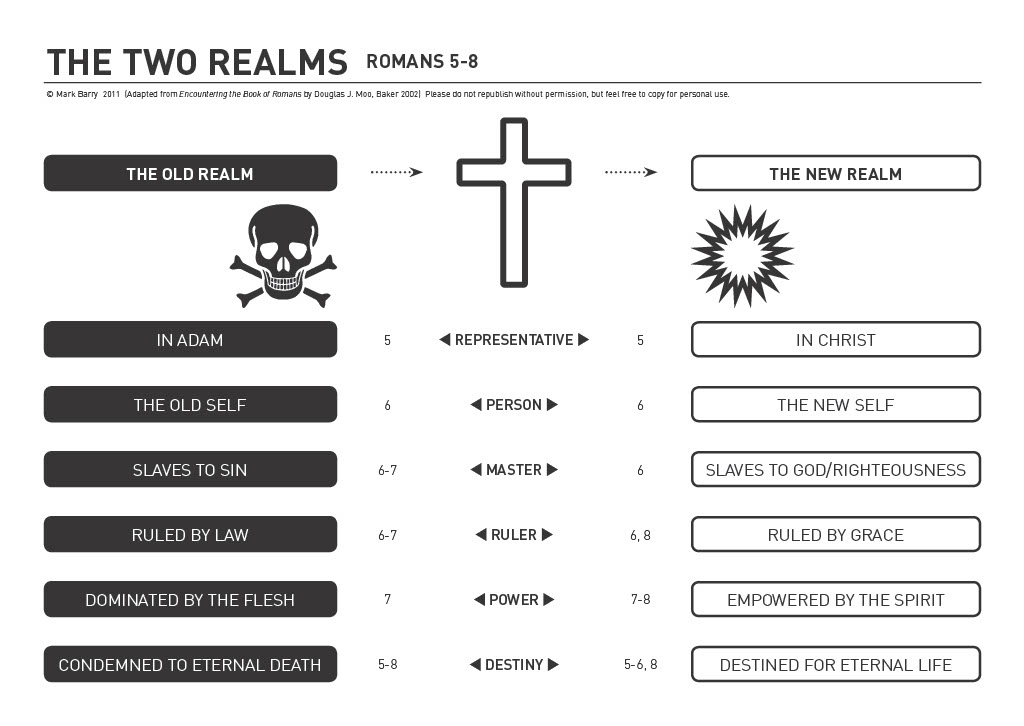 THE TWO REALMS ROMANS 5-8
© Mark Barry 2011 (Adapted from Encountering the Book of Romans by Douglas J. Moo, Baker 2002) Please do not republish without permission, but feel free to copy for personal use.
THE OLD REALM THE NEW REALM
IN ADAM 5 ◀ REPRESENTATIVE ▶ 5 IN CHRIST
THE OLD SELF 6 ◀ PERSON ▶ 6 THE NEW SELF
SLAVES TO SIN 6-7 ◀ MASTER ▶ 6 SLAVES TO GOD/RIGHTEOUSNESS
RULED BY LAW 6-7 ◀ RULER ▶ 6, 8 RULED BY GRACE
DOMINATED BY THE FLESH 7 ◀ POWER ▶ 7-8 EMPOWERED BY THE SPIRIT
CONDEMNED TO ETERNAL DEATH 5-8 ◀ DESTINY ▶ 5-6, 8 DESTINED FOR ETERNAL LIFE